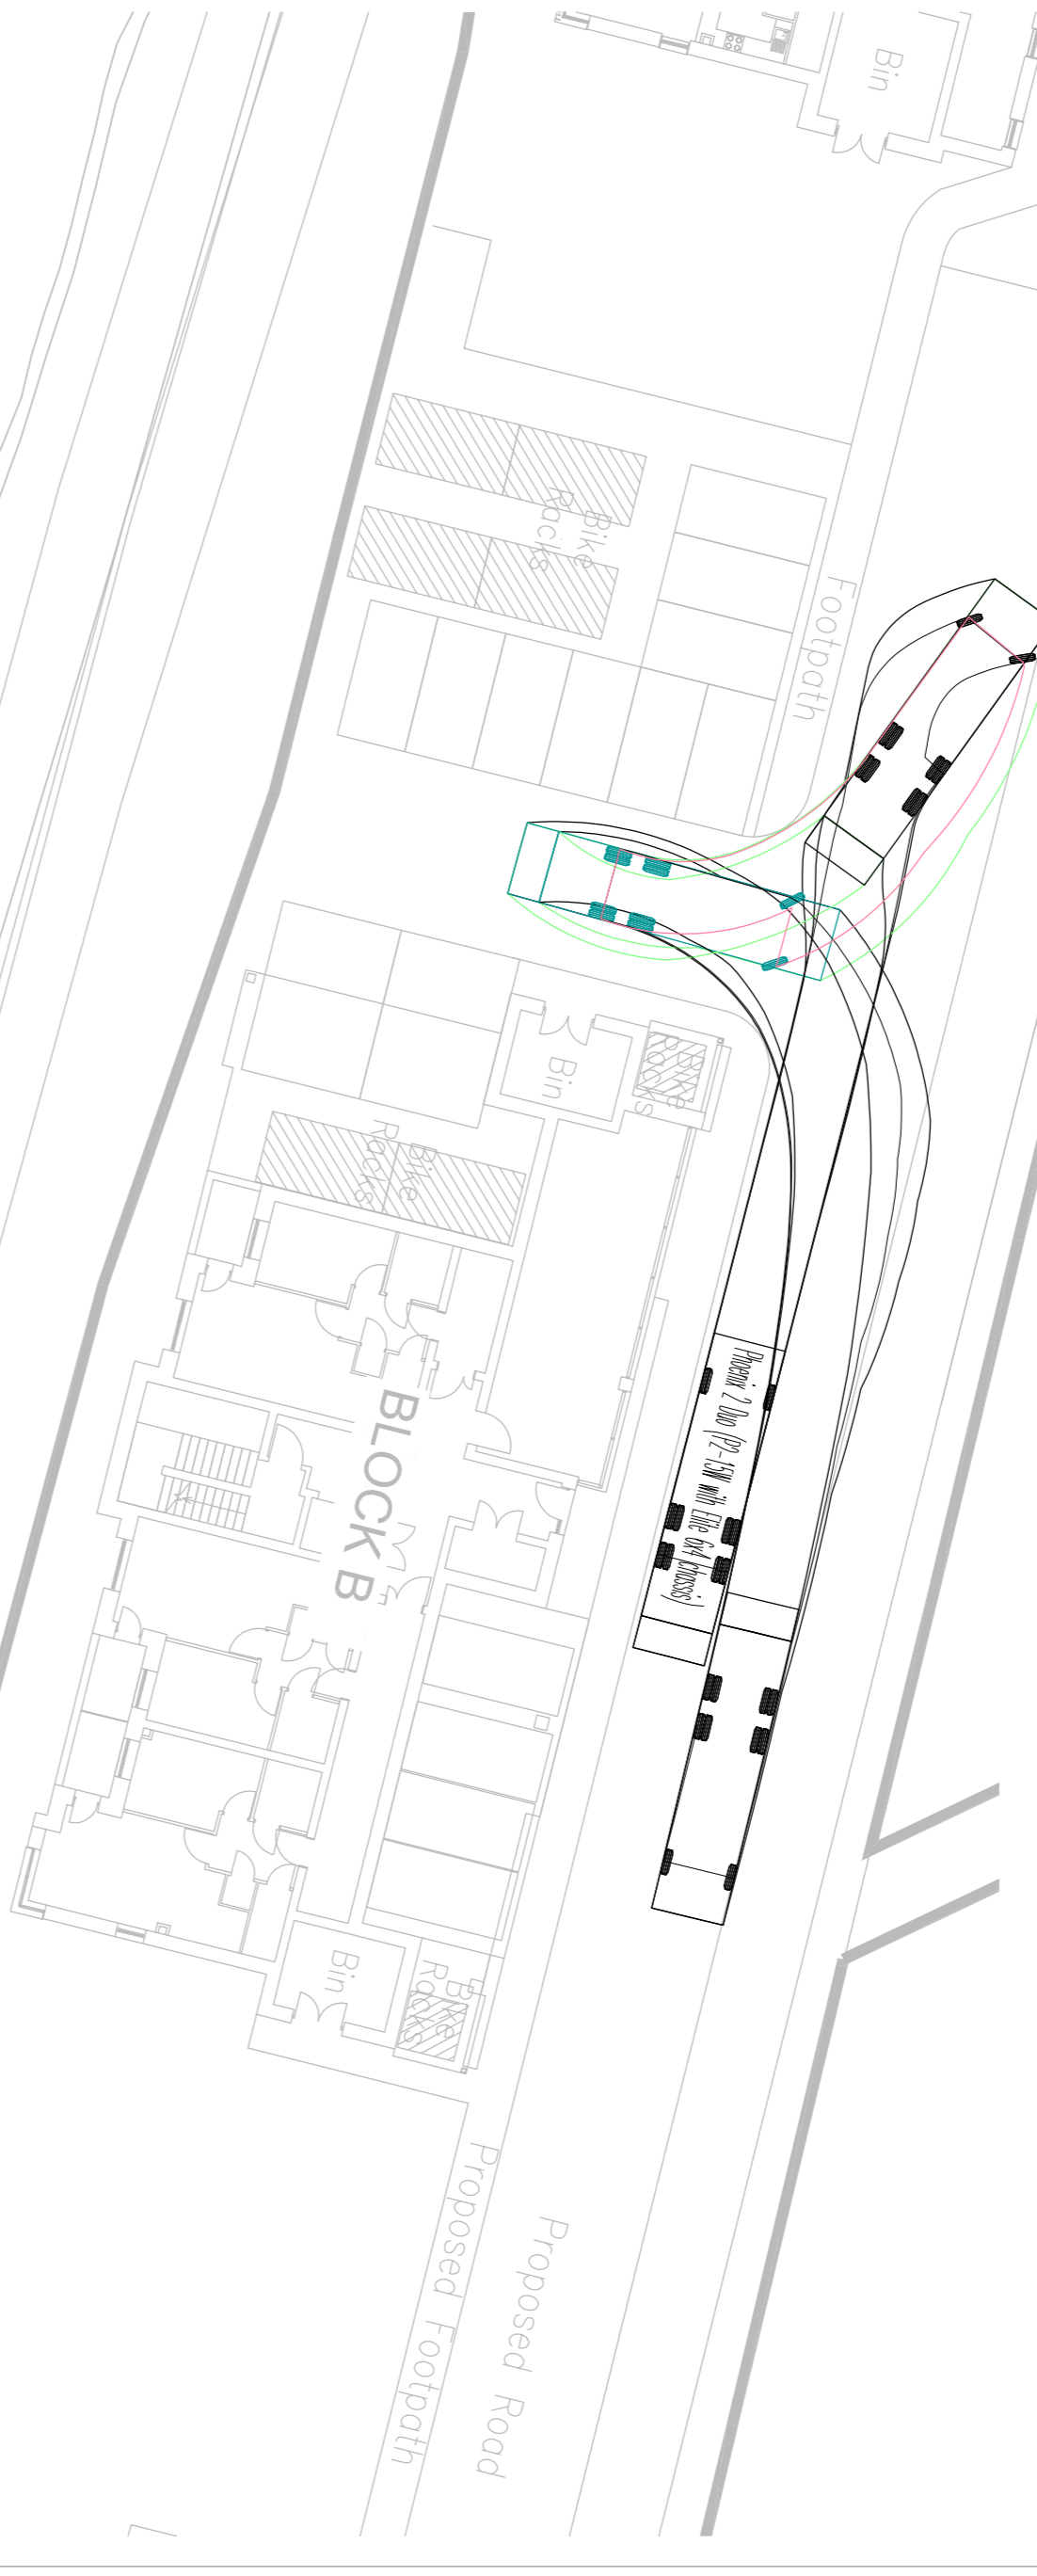 Bin
Bike
Racks
Footpath
Bin
Bike
Racks
Bike
Racks
Phoenix 2 Duo (P2-15W with Elite 6x4 chassis)
BLOCK B
Bin
Bike
Racks
Proposed Footpath
Proposed Road